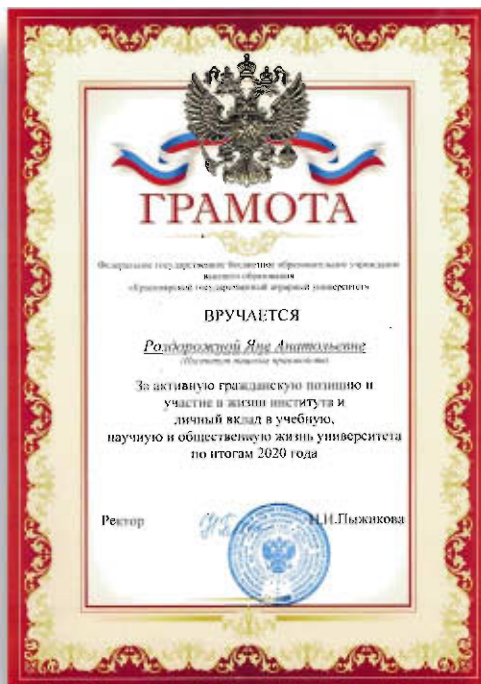 ГРАМОТА
Федеральное государственное бюджетное образовательное учреждение
высшего образования
«Красноярский государственный аграрный университет»
ВРУЧАЕТСЯ
Роздорожной Яне Анатольевне
(Институт пищевых производств)
За активную гражданскую позицию и
участие в жизни института и
личный вклад в учебную,
научную и общественную жизнь университета
по итогам 2020 года
Ректор Н.И.Пыжикова